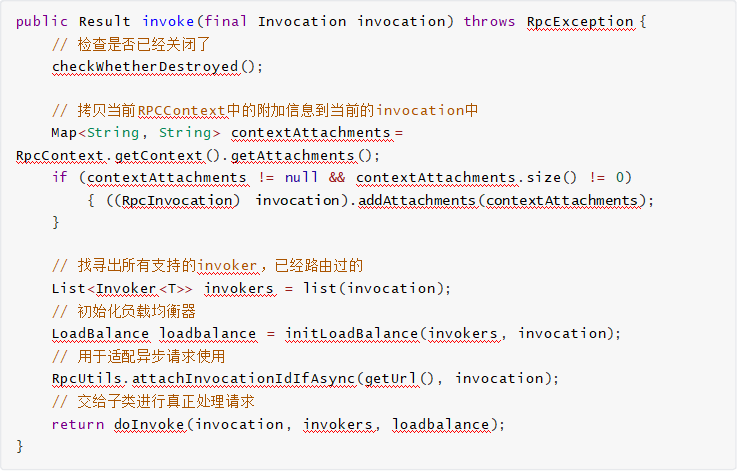 public Result invoke(final Invocation invocation) throws RpcException {
// 检查是否已经关闭了
checkWhetherDestroyed();
// 拷贝当前RPCContext中的附加信息到当前的invocation中
Map<String, String> contextAttachments =
RpcContext.getContext().getAttachments();
if (contextAttachments != null && contextAttachments.size() != 0)
{ ((RpcInvocation) invocation).addAttachments(contextAttachments);
}
// 找寻出所有支持的invoker，已经路由过的
List<Invoker<T>> invokers = list(invocation);
// 初始化负载均衡器
LoadBalance loadbalance = initLoadBalance(invokers, invocation);
// 用于适配异步请求使用
RpcUtils.attachInvocationIdIfAsync(getUrl(), invocation);
// 交给子类进行真正处理请求
return doInvoke(invocation, invokers, loadbalance);
}